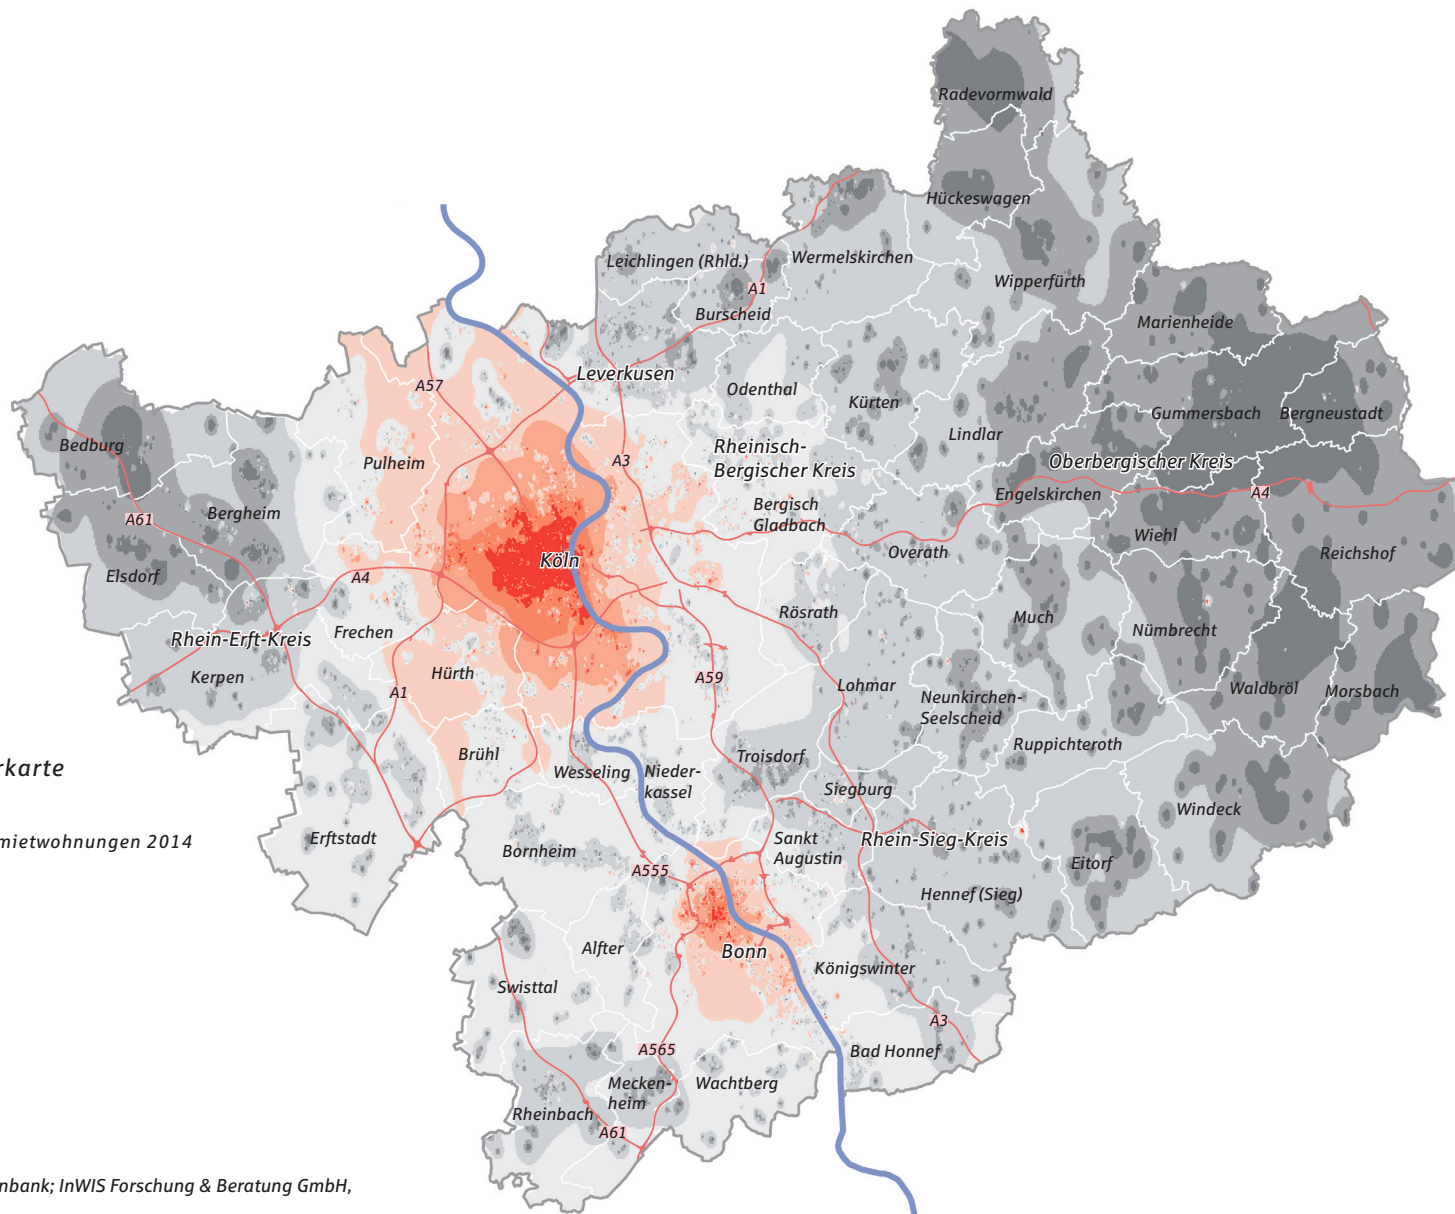 Radevormwald
Hückeswagen
Leichlingen (Rhld.)
Wermelskirchen
Wipperfürth
A1
Burscheid
Marienheide
Leverkusen
A57
Odenthal
Kürten
Gummersbach
Bergneustadt
Bedburg
Lindlar
Pulheim
A3
Rheinisch-
Bergischer Kreis
Oberbergischer Kreis
Engelskirchen
A4
A61
Bergheim
Bergisch
Gladbach
Wiehl
Overath
Reichshof
Köln
Elsdorf
A4
Rösrath
Much
Nümbrecht
Frechen
Rhein-Erft-Kreis
Kerpen
Hürth
A1
A59
Lohmar
Neunkirchen-
Seelscheid
Waldbröl
Morsbach
Ruppichteroth
Brühl
Wesseling
Nieder-
kassel
Troisdorf
Siegburg
rkarte
Windeck
mietwohnungen 2014
Erftstadt
Bornheim
Sankt
Augustin
Rhein-Sieg-Kreis
A555
Eitorf
Hennef (Sieg)
Alfter
Bonn
Königswinter
Swisttal
A3
A565
Bad Honnef
Mecken-
heim
Wachtberg
Rheinbach
A61
nbank; InWIS Forschung & Beratung GmbH,